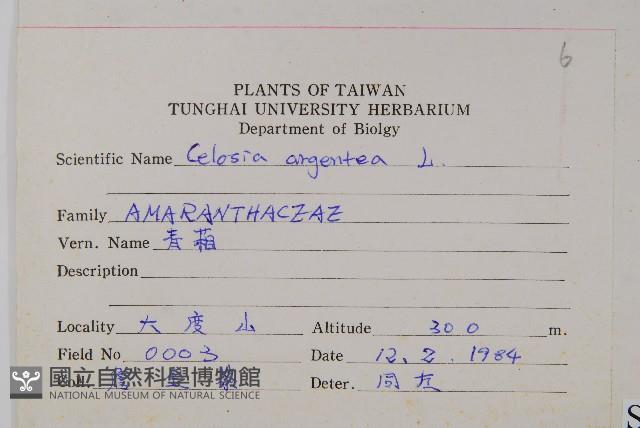 6
PLANTS OF TAIWAN
TUNGHAI UNIVERSITY HERBARIUM
Department of Biolgy
Scientific Name Celosia argentea L.
Family AMARANTHACZAZ
Vern. Name 青葙
Description
Locality 大度山 Altitude 300 m.
Field No 0003 Date 12. 2. 1984
Coll. Deter. 同左
國立自然科學博物館
NATIONAL MUSEUM OF NATURAL SCIENCE
S